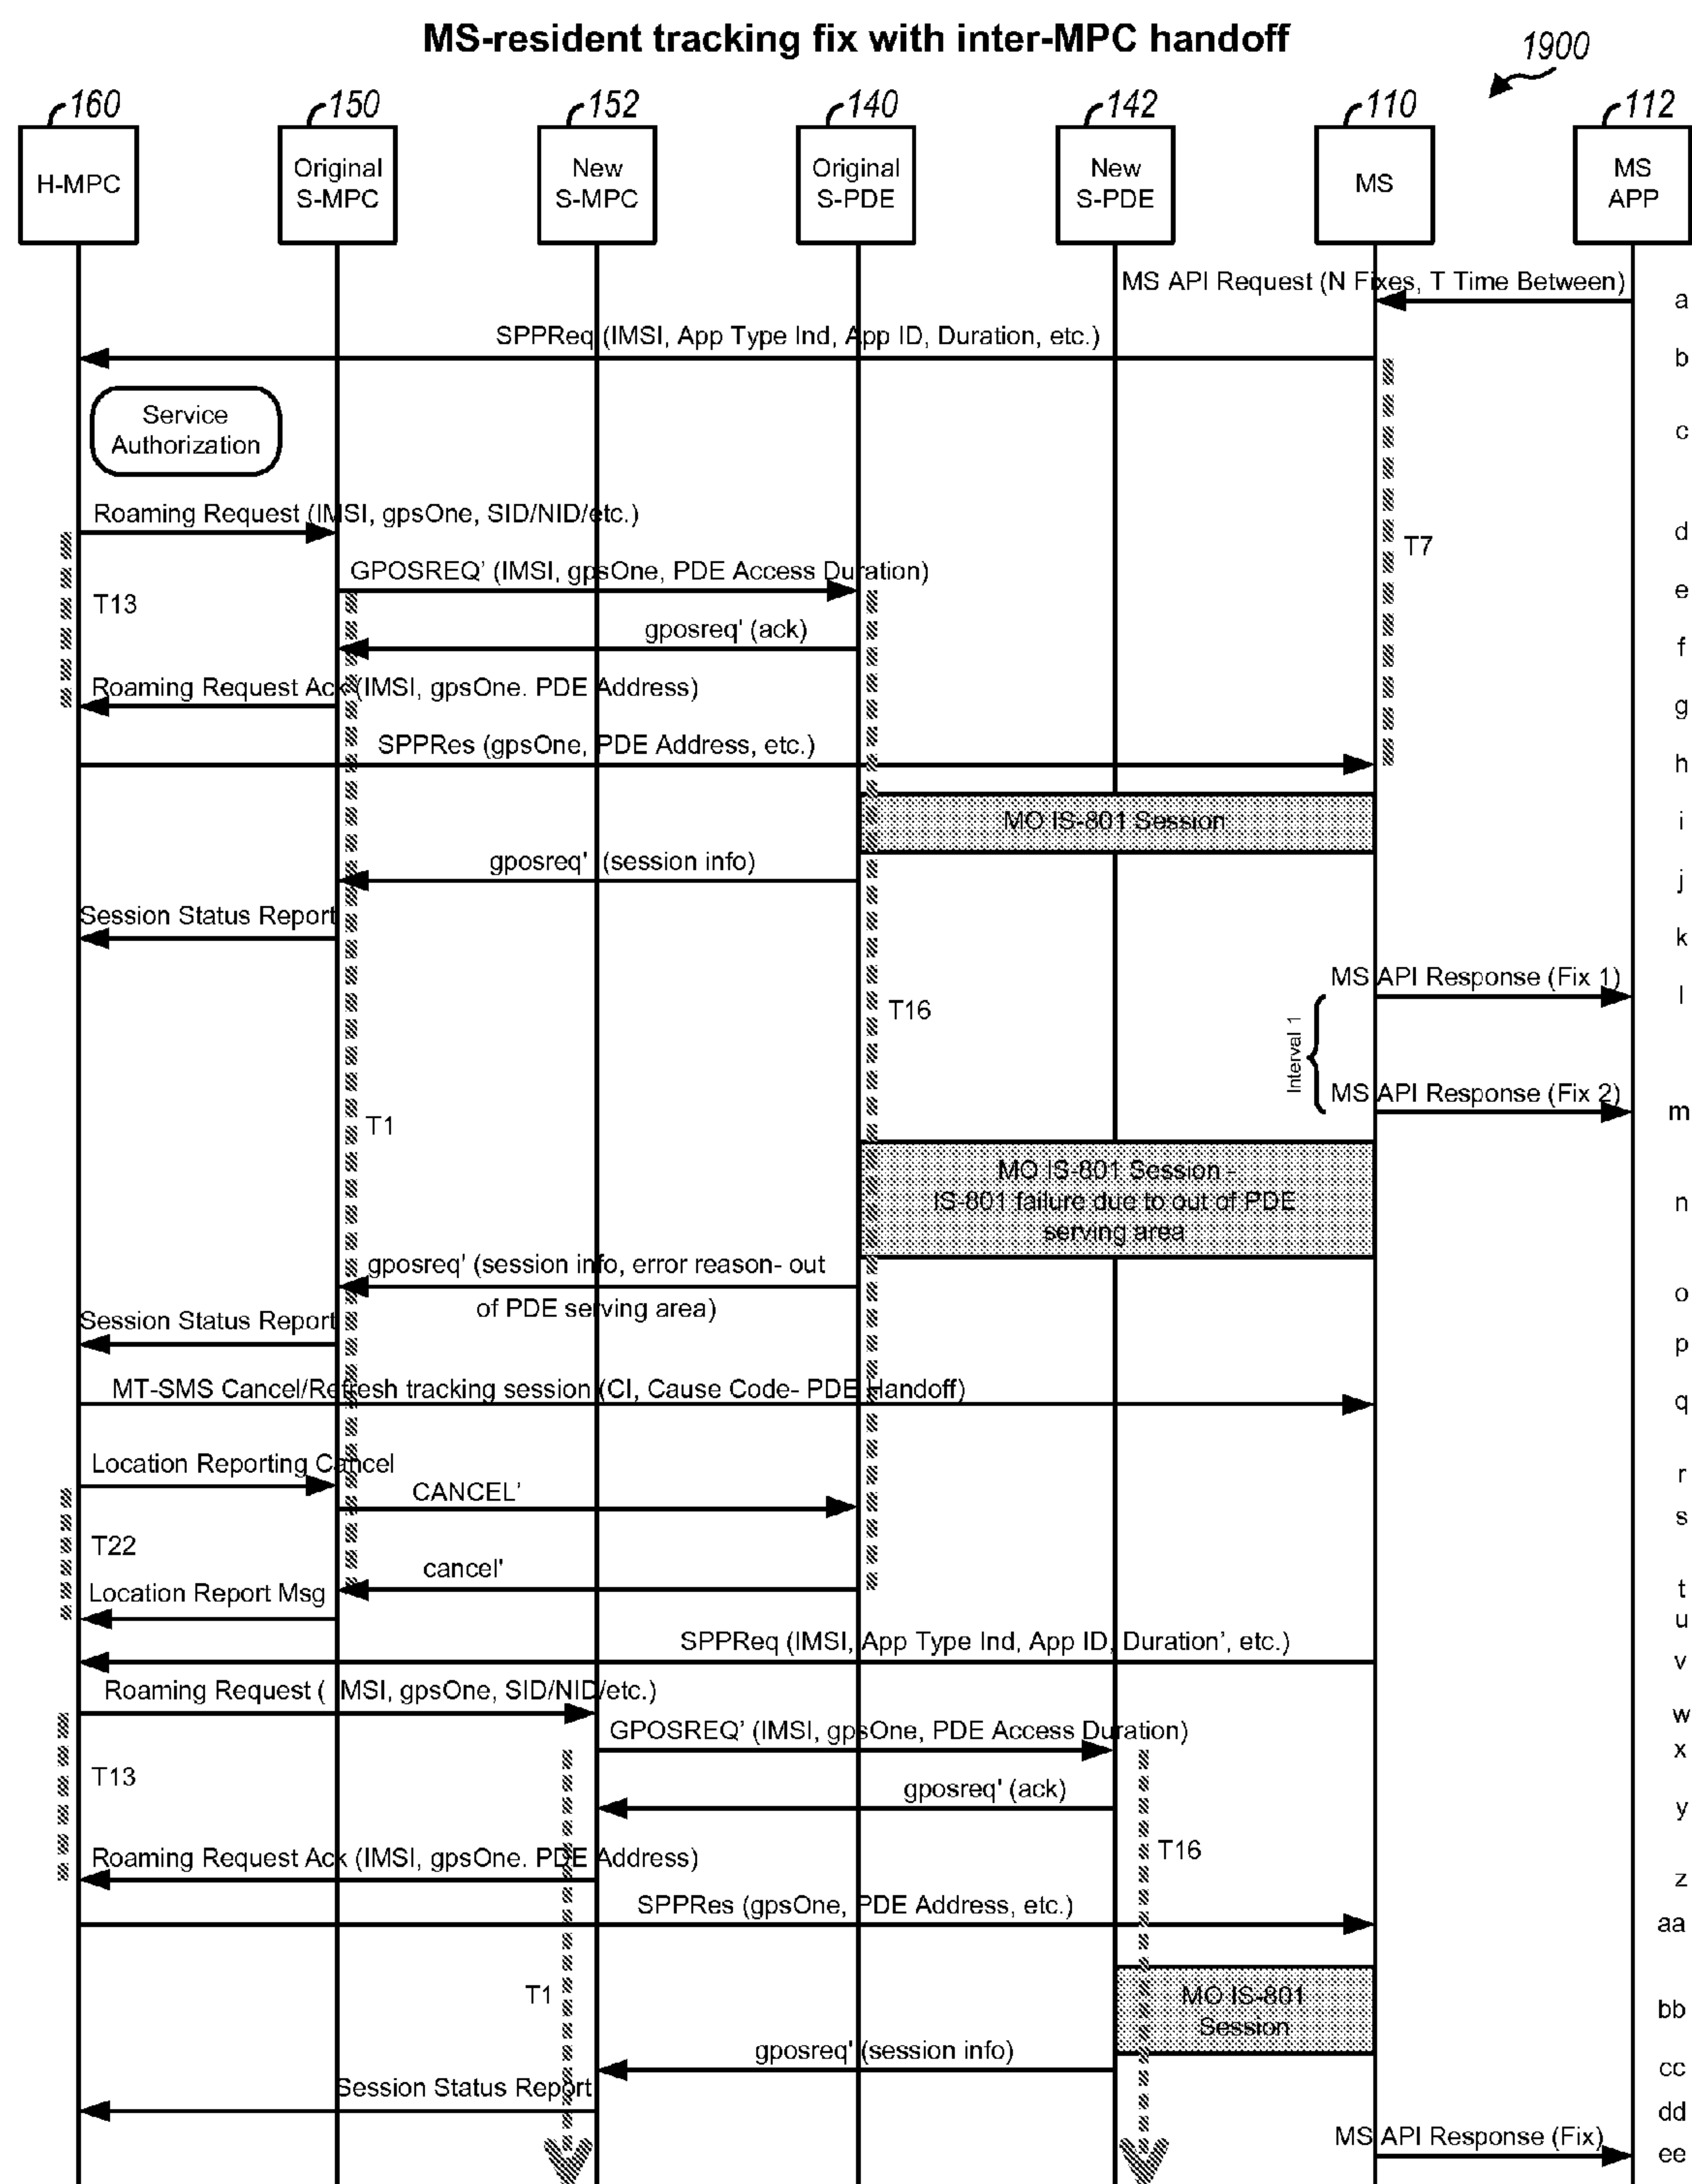 MS-resident tracking fix with inter-MPC handoff
1900
160
150
152
140
142
110
112
H-MPC
Original
S-MPC
New
S-MPC
Original
S-PDE
New
S-PDE
MS
MS
APP
MS API Request (N Fixes, T Time Between)
a
SPPReq (IMSI, App Type Ind, App ID, Duration, etc.)
b
Service
Authorization
c
Roaming Request (IMSI, gpsOne, SID/NID/etc.)
d
T7
GPOSREQ' (IMSI, gpsOne, PDE Access Duration)
e
T13
gposreq' (ack)
f
Roaming Request Ack (IMSI, gpsOne. PDE Address)
g
SPPRes (gpsOne, PDE Address, etc.)
h
MO IS-801 Session
i
gposreq' (session info)
j
Session Status Report
k
MS API Response (Fix 1)
l
T16
Interval 1
MS API Response (Fix 2)
m
T1
MO IS-801 Session -
IS-801 failure due to out of PDE
serving area
n
gposreq' (session info, error reason- out
of PDE serving area)
o
Session Status Report
p
MT-SMS Cancel/Refresh tracking session (CI, Cause Code- PDE Handoff)
q
Location Reporting Cancel
r
CANCEL'
s
T22
cancel'
t
Location Report Msg
u
SPPReq (IMSI, App Type Ind, App ID, Duration', etc.)
v
Roaming Request ( MSI, gpsOne, SID/NID/etc.)
w
GPOSREQ' (IMSI, gpsOne, PDE Access Duration)
x
T13
gposreq' (ack)
y
T16
Roaming Request Ack (IMSI, gpsOne. PDE Address)
z
SPPRes (gpsOne, PDE Address, etc.)
aa
T1
MO IS-801
Session
bb
gposreq' (session info)
cc
Session Status Report
dd
MS API Response (Fix)
ee